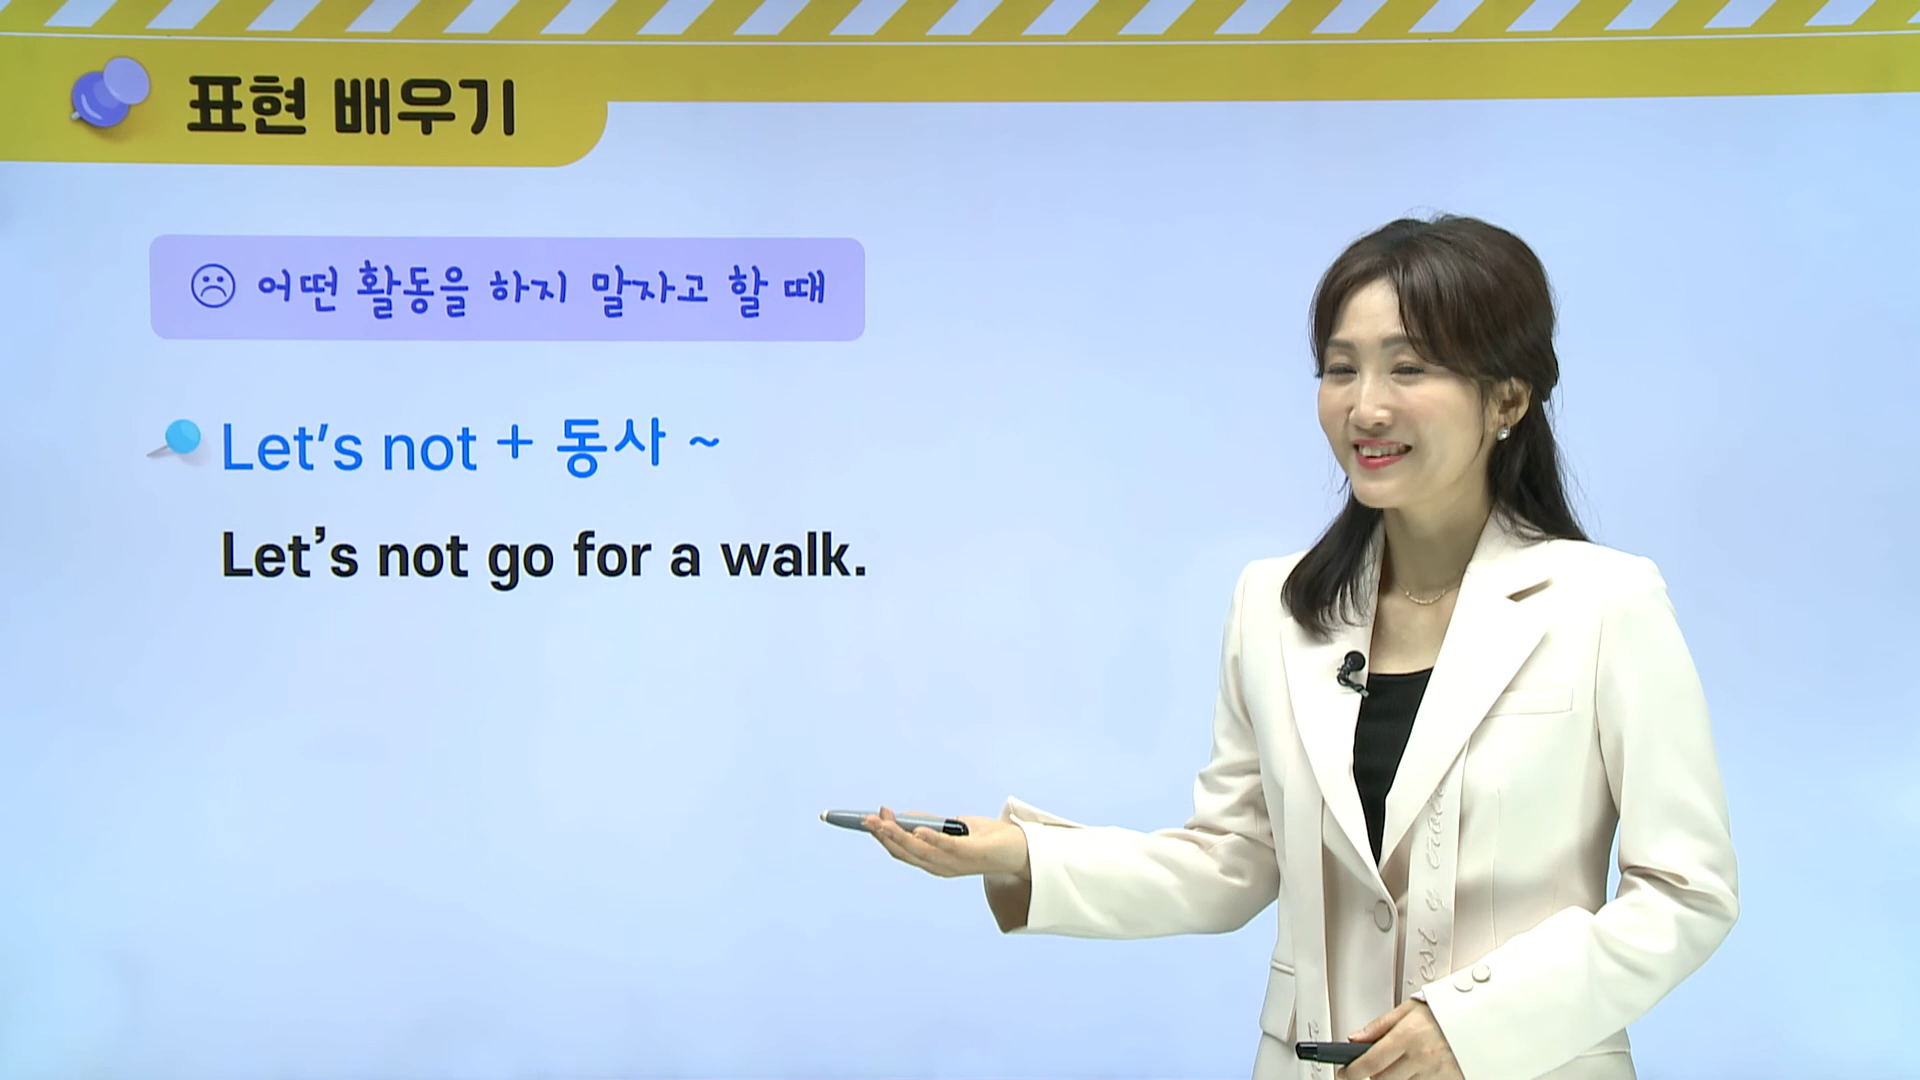 표현 배우기
어떤 활동을 하지 말자고 할 때
Let's not + 동사 ~
Let's not go for a walk.